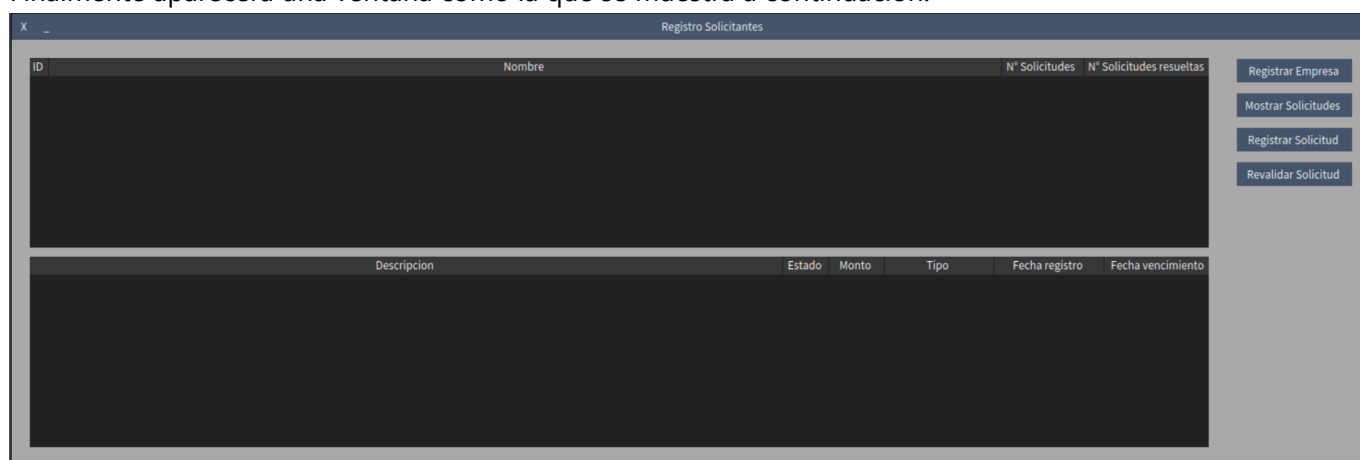 Finalmente aparecerá una ventana como la que se muestra a continuación.
X _ Registro Solicitantes
ID Nombre N° Solicitudes N° Solicitudes resueltas
Registrar Empresa
Mostrar Solicitudes
Registrar Solicitud
Revalidar Solicitud
Descripcion Estado Monto Tipo Fecha registro Fecha vencimiento